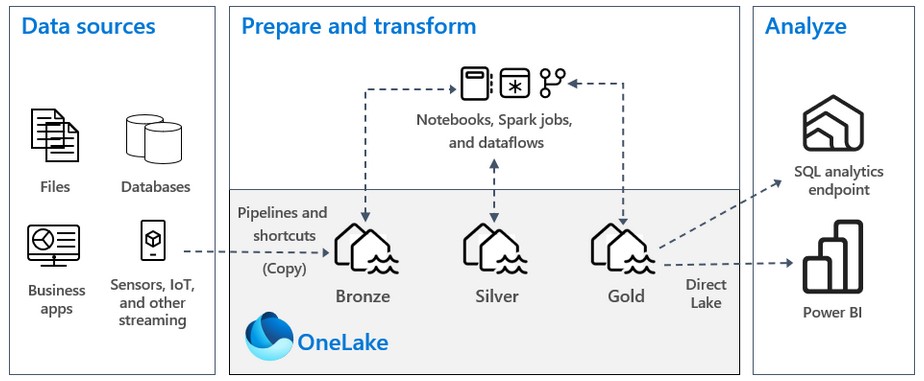 Data sources
Files
Databases
Business
apps
Sensors, IoT,
and other
streaming
Prepare and transform
Notebooks, Spark jobs,
and dataflows
Pipelines and
shortcuts
(Copy)
Bronze
Silver
Gold
Direct
Lake
OneLake
Analyze
SQL analytics
endpoint
Power BI